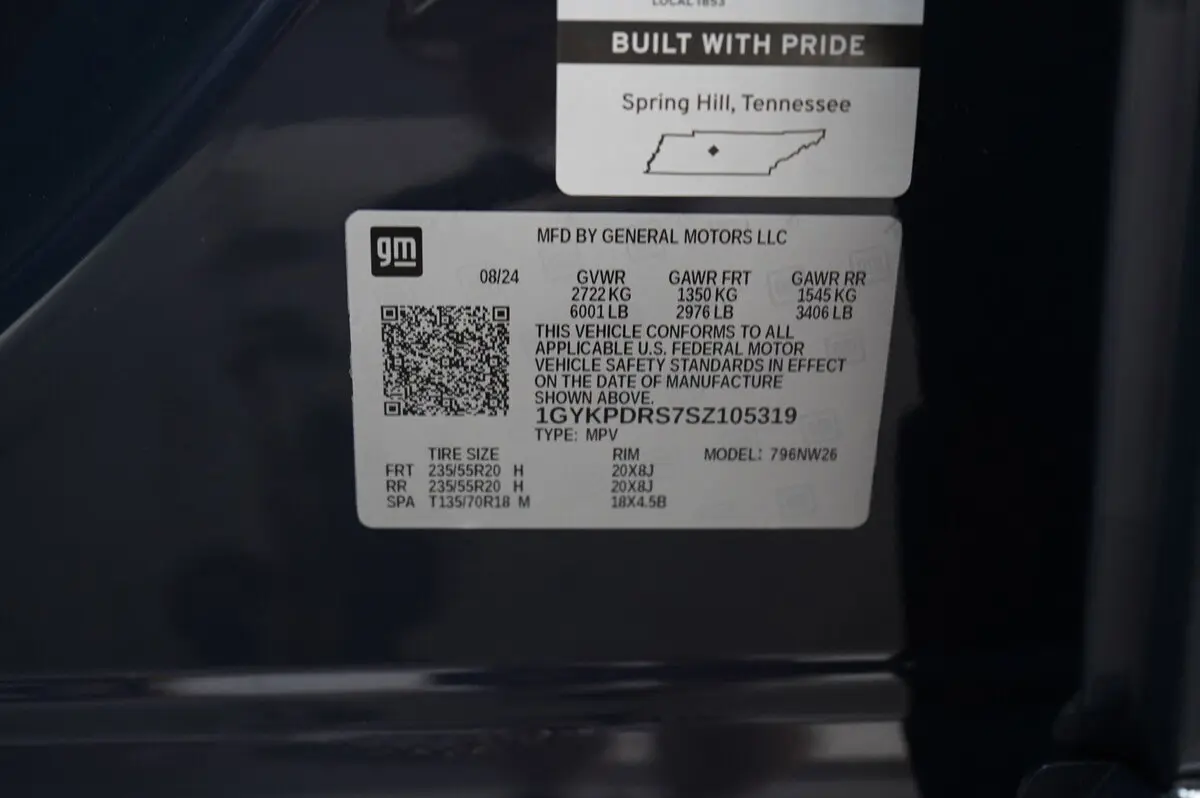 LOCAL 1853
BUILT WITH PRIDE
Spring Hill, Tennessee
gm
MFD BY GENERAL MOTORS LLC
08/24 GVWR GAWR FRT GAWR RR
2722 KG 1350 KG 1545 KG
6001 LB 2976 LB 3406 LB
THIS VEHICLE CONFORMS TO ALL
APPLICABLE U.S. FEDERAL MOTOR
VEHICLE SAFETY STANDARDS IN EFFECT
ON THE DATE OF MANUFACTURE
SHOWN ABOVE.
1GYKPDRS7SZ105319
TYPE: MPV
TIRE SIZE RIM MODEL: 796NW26
FRT 235/55R20 H 20X8J
RR 235/55R20 H 20X8J
SPA T135/70R18 M 18X4.5B